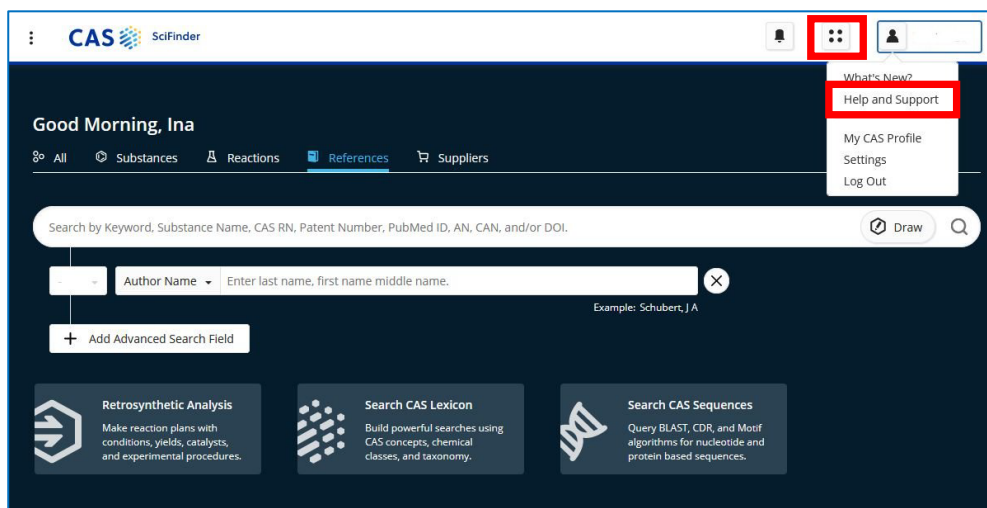 CAS SciFinder
What's New?
Help and Support
My CAS Profile
Settings
Log Out
Good Morning, Ina
All Substances Reactions References Suppliers
Search by Keyword, Substance Name, CAS RN, Patent Number, PubMed ID, AN, CAN, and/or DOI.
Draw
Author Name Enter last name, first name middle name.
Example: Schubert, J A
Add Advanced Search Field
Retrosynthetic Analysis
Make reaction plans with
conditions, yields, catalysts,
and experimental procedures.
Search CAS Lexicon
Build powerful searches using
CAS concepts, chemical
classes, and taxonomy.
Search CAS Sequences
Query BLAST, CDR, and Motif
algorithms for nucleotide and
protein based sequences.